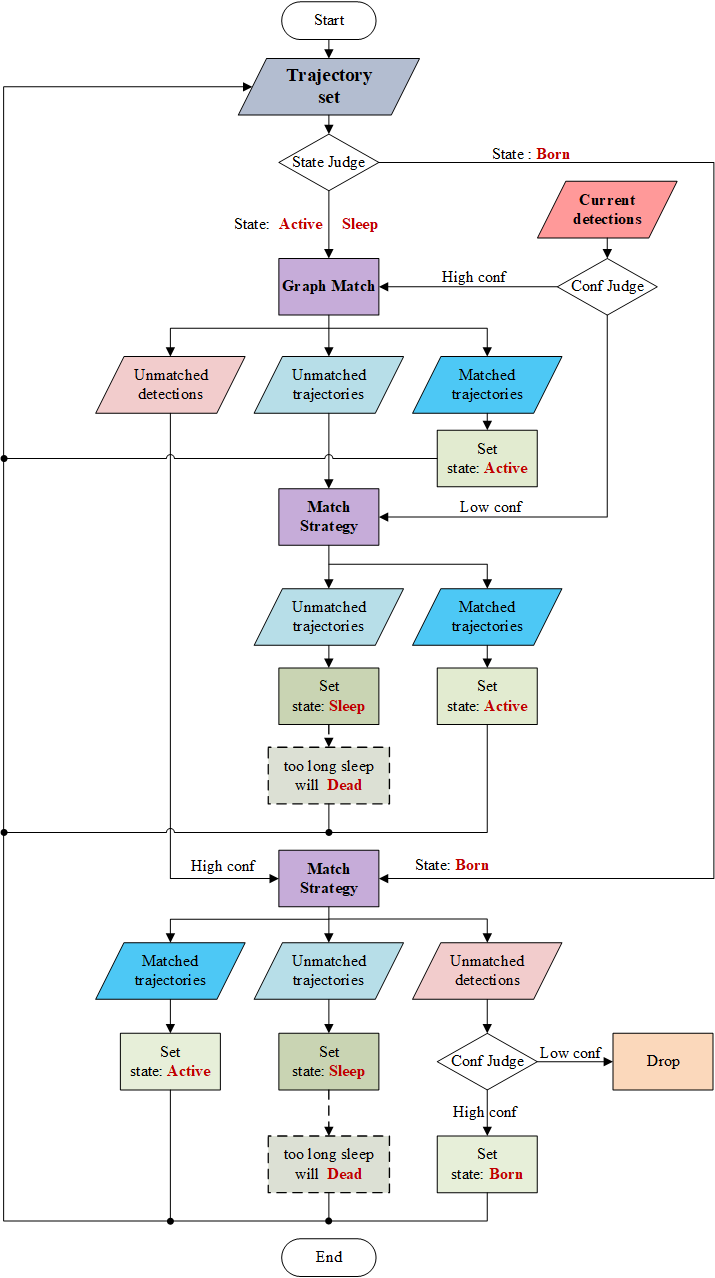 Start
Trajectory
set
State Judge
State : Born
Current
detections
State: Active Sleep
Graph Match
High conf
Conf Judge
Unmatched
detections
Unmatched
trajectories
Matched
trajectories
Set
state: Active
Match
Strategy
Low conf
Unmatched
trajectories
Matched
trajectories
Set
state: Sleep
Set
state: Active
too long sleep
will Dead
High conf
Match
Strategy
State: Born
Matched
trajectories
Unmatched
trajectories
Unmatched
detections
Set
state: Active
Set
state: Sleep
Conf Judge
Low conf
Drop
High conf
too long sleep
will Dead
Set
state: Born
End